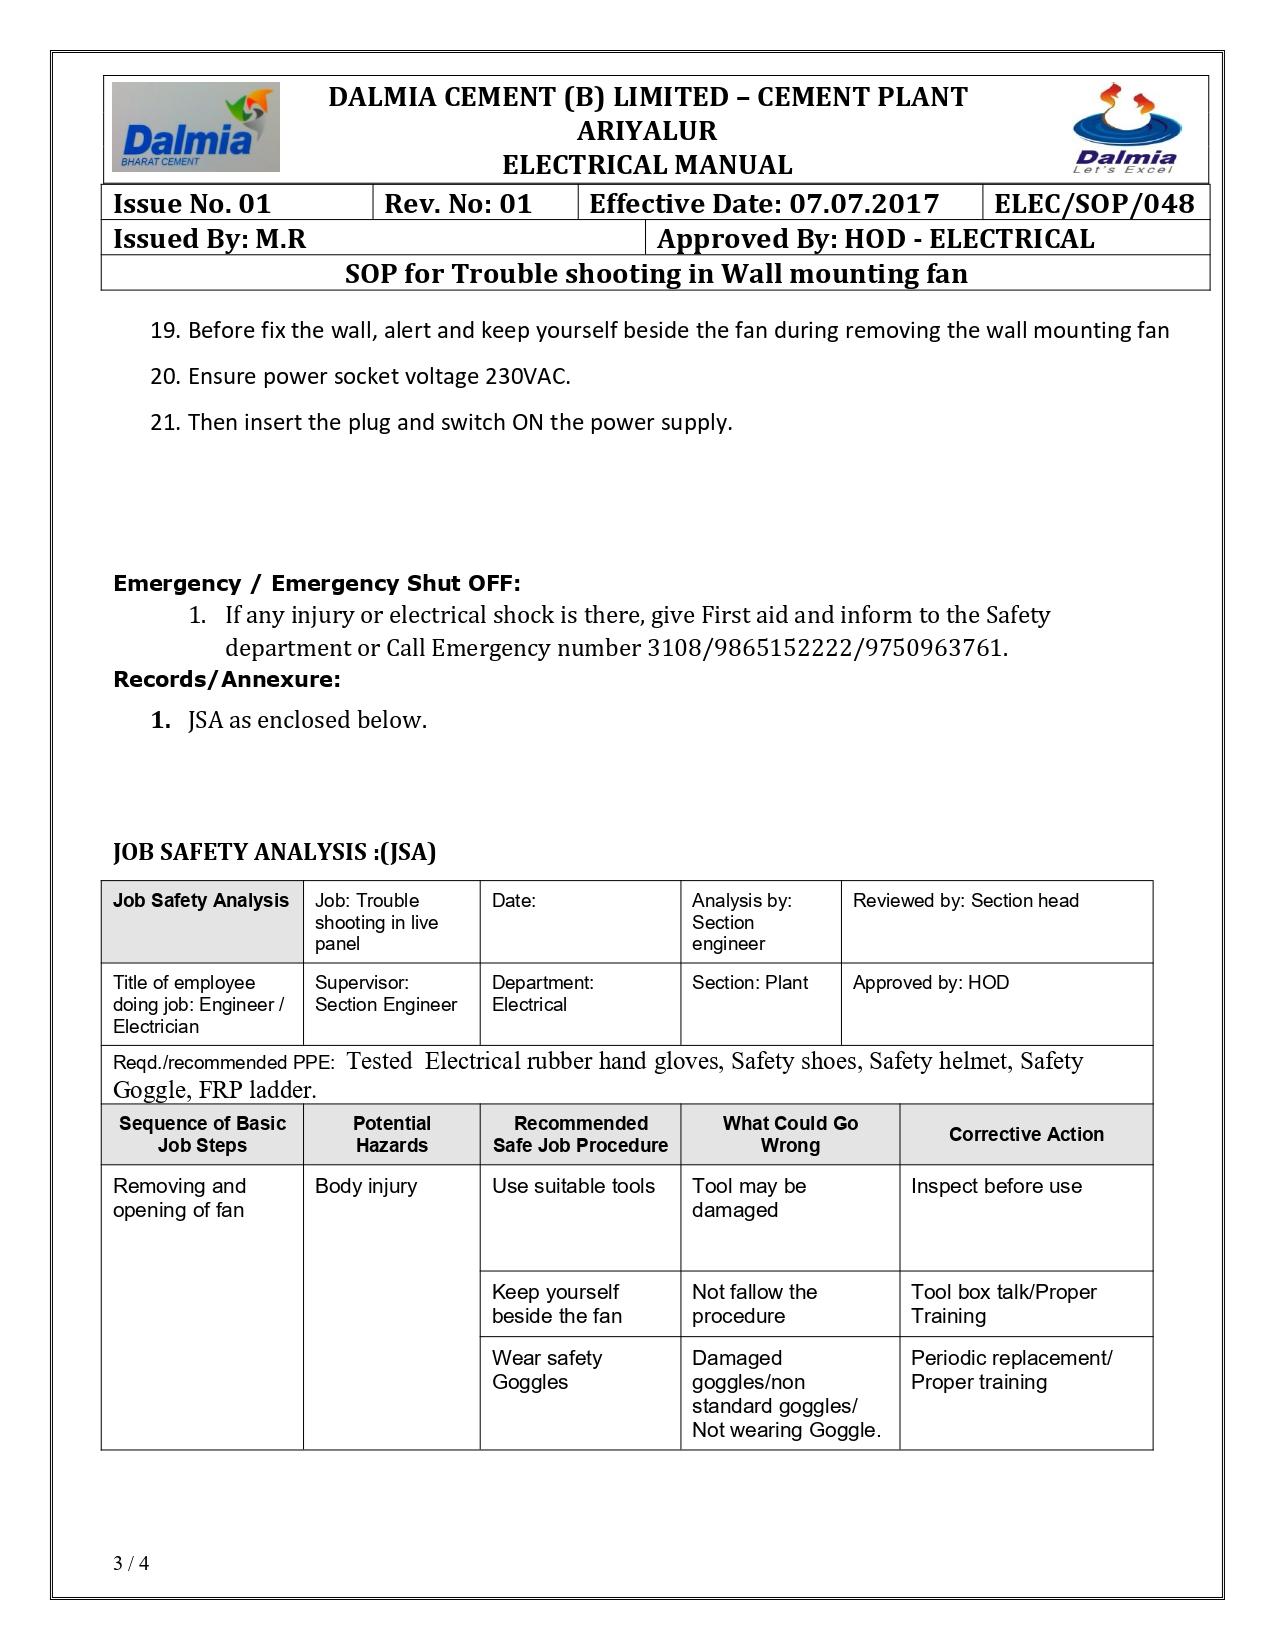 Dalmia
BHARAT CEMENT
DALMIA CEMENT (B) LIMITED – CEMENT PLANT
ARIYALUR
ELECTRICAL MANUAL
Dalmia
Let's Excel
Issue No. 01 Rev. No: 01 Effective Date: 07.07.2017 ELEC/SOP/048
Issued By: M.R Approved By: HOD - ELECTRICAL
SOP for Trouble shooting in Wall mounting fan
19. Before fix the wall, alert and keep yourself beside the fan during removing the wall mounting fan
20. Ensure power socket voltage 230VAC.
21. Then insert the plug and switch ON the power supply.
Emergency / Emergency Shut OFF:
1. If any injury or electrical shock is there, give First aid and inform to the Safety
department or Call Emergency number 3108/9865152222/9750963761.
Records/Annexure:
1. JSA as enclosed below.
JOB SAFETY ANALYSIS :(JSA)
Job Safety Analysis
Job: Trouble
shooting in live
panel
Date:
Analysis by:
Section
engineer
Reviewed by: Section head
Title of employee
doing job: Engineer /
Electrician
Supervisor:
Section Engineer
Department:
Electrical
Section: Plant
Approved by: HOD
Reqd./recommended PPE: Tested Electrical rubber hand gloves, Safety shoes, Safety helmet, Safety
Goggle, FRP ladder.
Sequence of Basic
Job Steps
Potential
Hazards
Recommended
Safe Job Procedure
What Could Go
Wrong
Corrective Action
Removing and
opening of fan
Body injury
Use suitable tools
Tool may be
damaged
Inspect before use
Keep yourself
beside the fan
Not fallow the
procedure
Tool box talk/Proper
Training
Wear safety
Goggles
Damaged
goggles/non
standard goggles/
Not wearing Goggle.
Periodic replacement/
Proper training
3 / 4